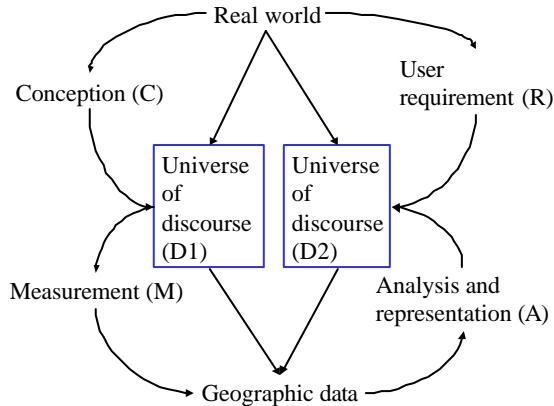 Real world
Conception (C)
User
requirement (R)
Universe
of
discourse
(D1)
Universe
of
discourse
(D2)
Measurement (M)
Analysis and
representation (A)
Geographic data